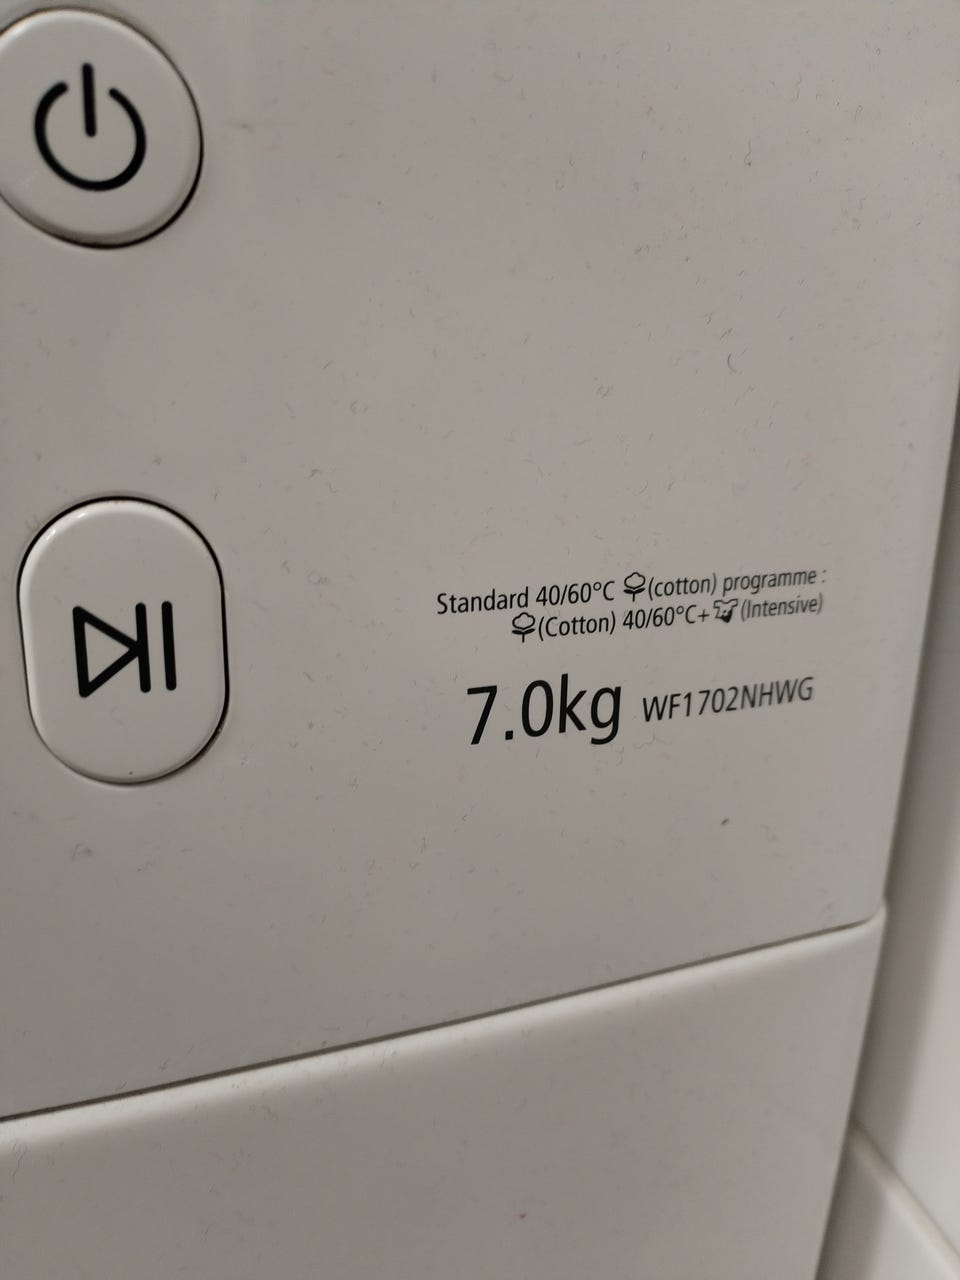 Standard 40/60°C (cotton) programme :
(Cotton) 40/60°C+ (Intensive)
7.0kg WF1702NHWG